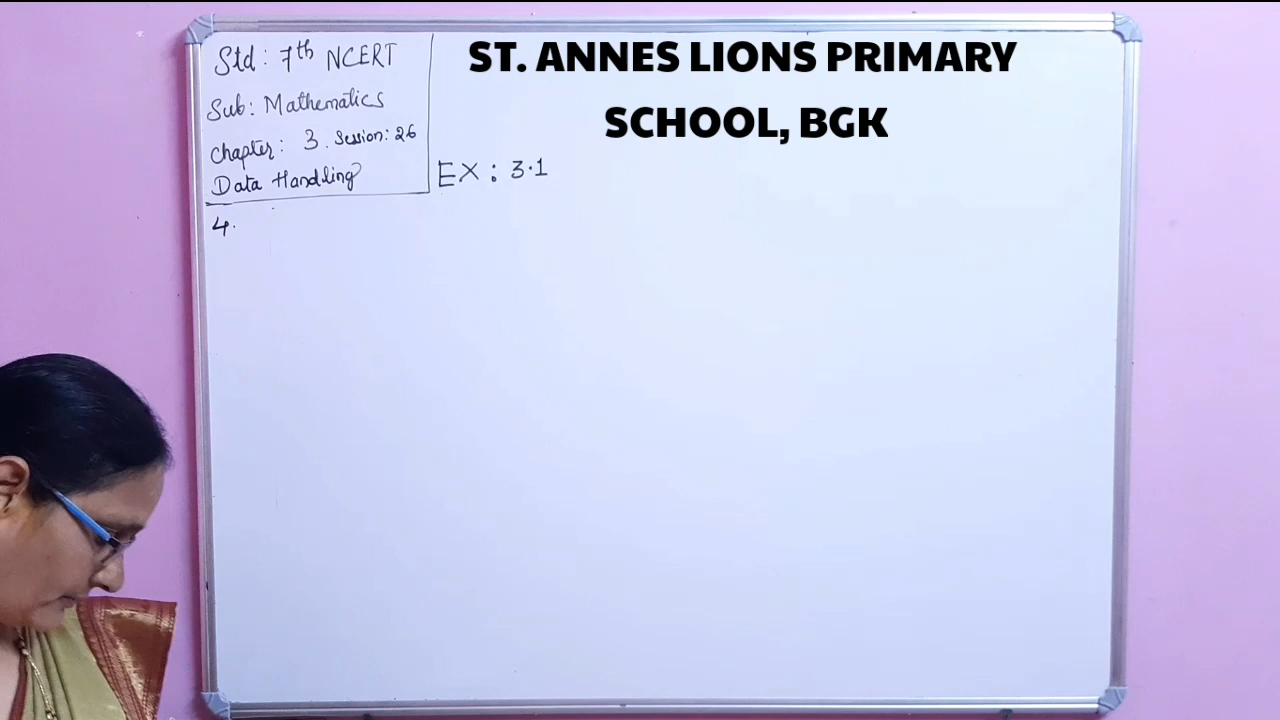 Std: 7th NCERT
Sub: Mathematics
Chapter: 3. Session: 26
Data Handling
ST. ANNES LIONS PRIMARY
SCHOOL, BGK
EX: 3.1
4.